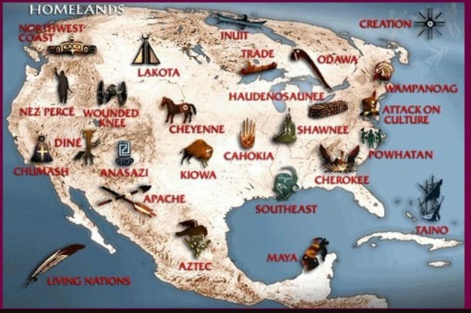 HOMELANDS
NORTHWEST
COAST
INUIT
CREATION
TRADE
ODAWA
LAKOTA
WAMPANOAG
HAUDENOSAUNEE
NEZ PERCE
WOUNDED
KNEE
ATTACK ON
CULTURE
CHEYENNE
SHAWNEE
DINE
CAHOKIA
POWHATAN
CHUMASH
ANASAZI
KIOWA
CHEROKEE
APACHE
SOUTHEAST
TAINO
MAYA
AZTEC
LIVING NATIONS